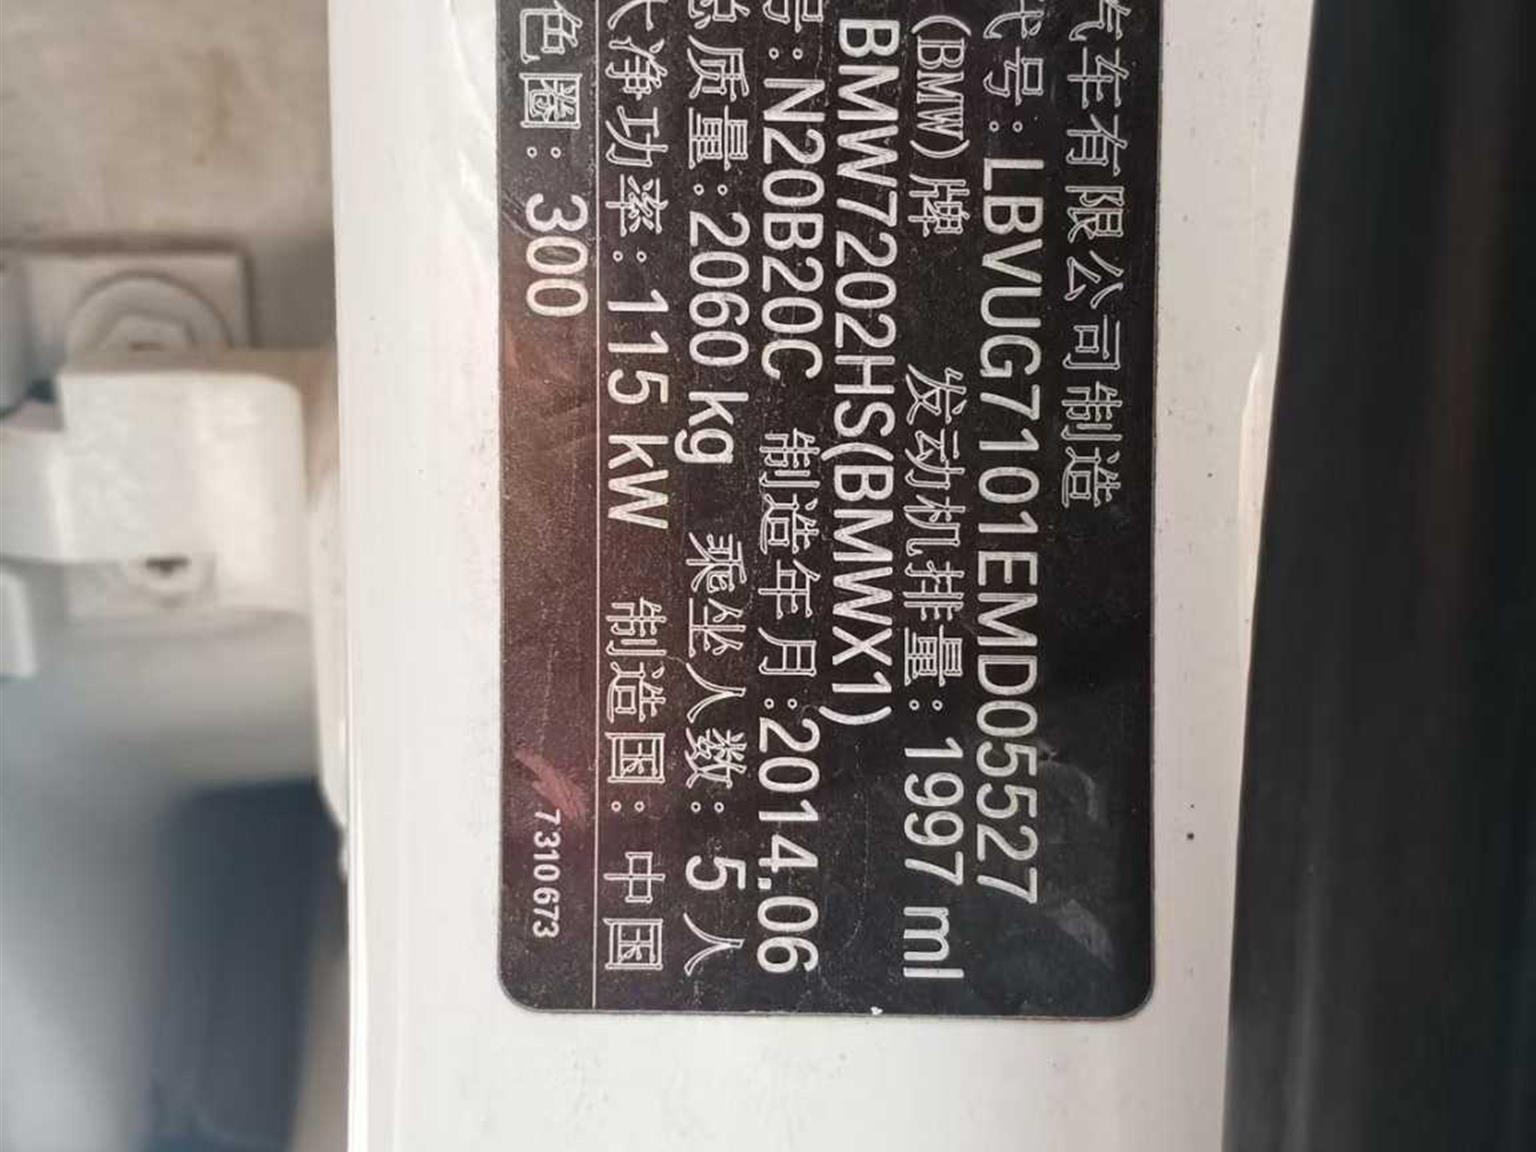 汽车有限公司制造
代号：LBVUG7101EMD05527
(BMW)牌 发动机排量：1997 ml
BMW7202HS(BMWX1)
号：N20B20C 制造年月：2014.06
总质量：2060 kg 乘坐人数：5 人
大净功率：115 kW 制造国：中国
色圈：300
7310673